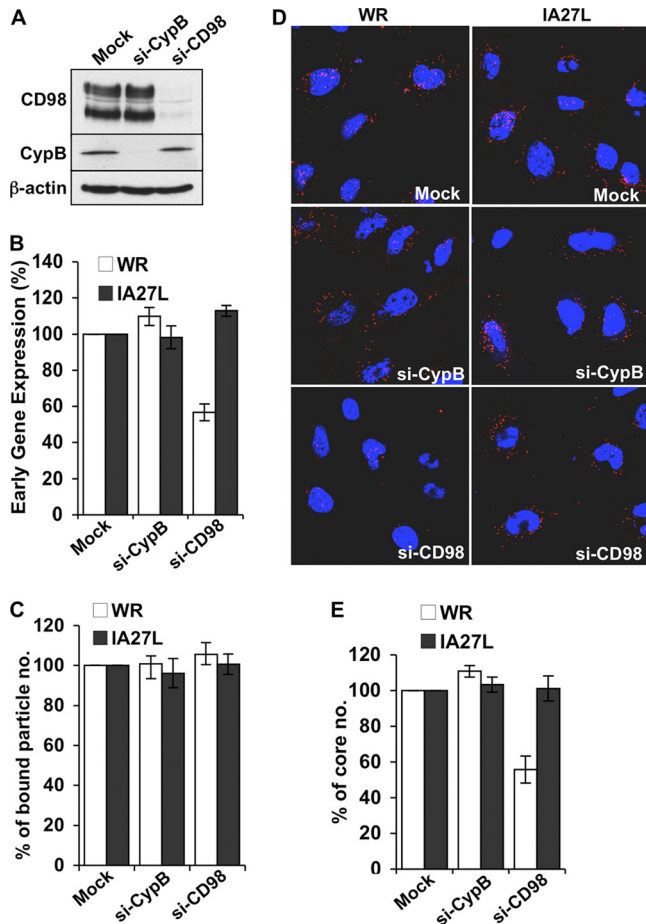 A
Mock
si-CypB
si-CD98
CD98
CypB
β-actin
B
Early Gene Expression (%)
140
120
100
80
60
40
20
0
WR
IA27L
Mock
si-CypB
si-CD98
C
% of bound particle no.
120
100
80
60
40
20
0
WR
IA27L
Mock
si-CypB
si-CD98
D
WR
IA27L
Mock
Mock
si-CypB
si-CypB
si-CD98
si-CD98
E
% of core no.
120
100
80
60
40
20
0
WR
IA27L
Mock
si-CypB
si-CD98